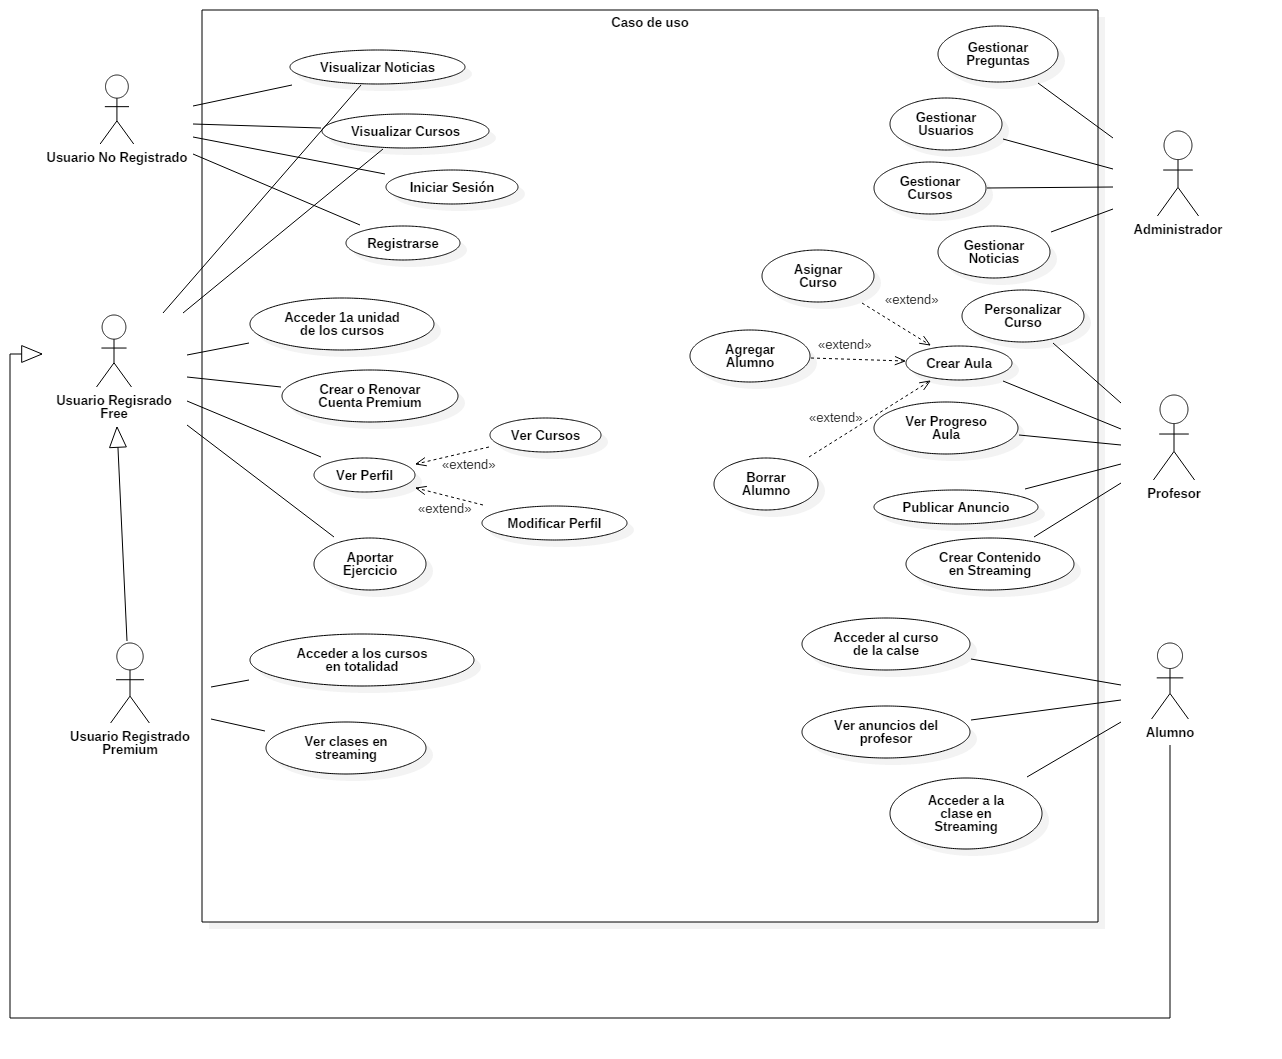 Caso de uso
Visualizar Noticias
Visualizar Cursos
Iniciar Sesión
Registrarse
Usuario No Registrado
Acceder 1a unidad
de los cursos
Crear o Renovar
Cuenta Premium
Usuario Regisrado
Free
Ver Perfil
Ver Cursos
«extend»
«extend»
Modificar Perfil
Aportar
Ejercicio
Acceder a los cursos
en totalidad
Usuario Registrado
Premium
Ver clases en
streaming
Gestionar
Preguntas
Gestionar
Usuarios
Gestionar
Cursos
Gestionar
Noticias
Administrador
Asignar
Curso
«extend»
Personalizar
Curso
Agregar
Alumno
«extend»
Crear Aula
«extend»
Ver Progreso
Aula
Borrar
Alumno
Publicar Anuncio
Profesor
Crear Contenido
en Streaming
Acceder al curso
de la calse
Ver anuncios del
profesor
Alumno
Acceder a la
clase en
Streaming